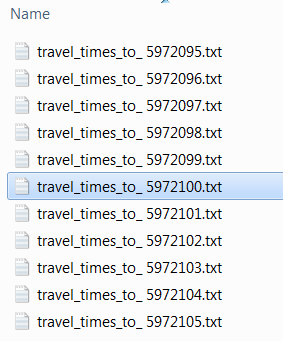 Name
travel_times_to_ 5972095.txt
travel_times_to_ 5972096.txt
travel_times_to_ 5972097.txt
travel_times_to_ 5972098.txt
travel_times_to_ 5972099.txt
travel_times_to_ 5972100.txt
travel_times_to_ 5972101.txt
travel_times_to_ 5972102.txt
travel_times_to_ 5972103.txt
travel_times_to_ 5972104.txt
travel_times_to_ 5972105.txt